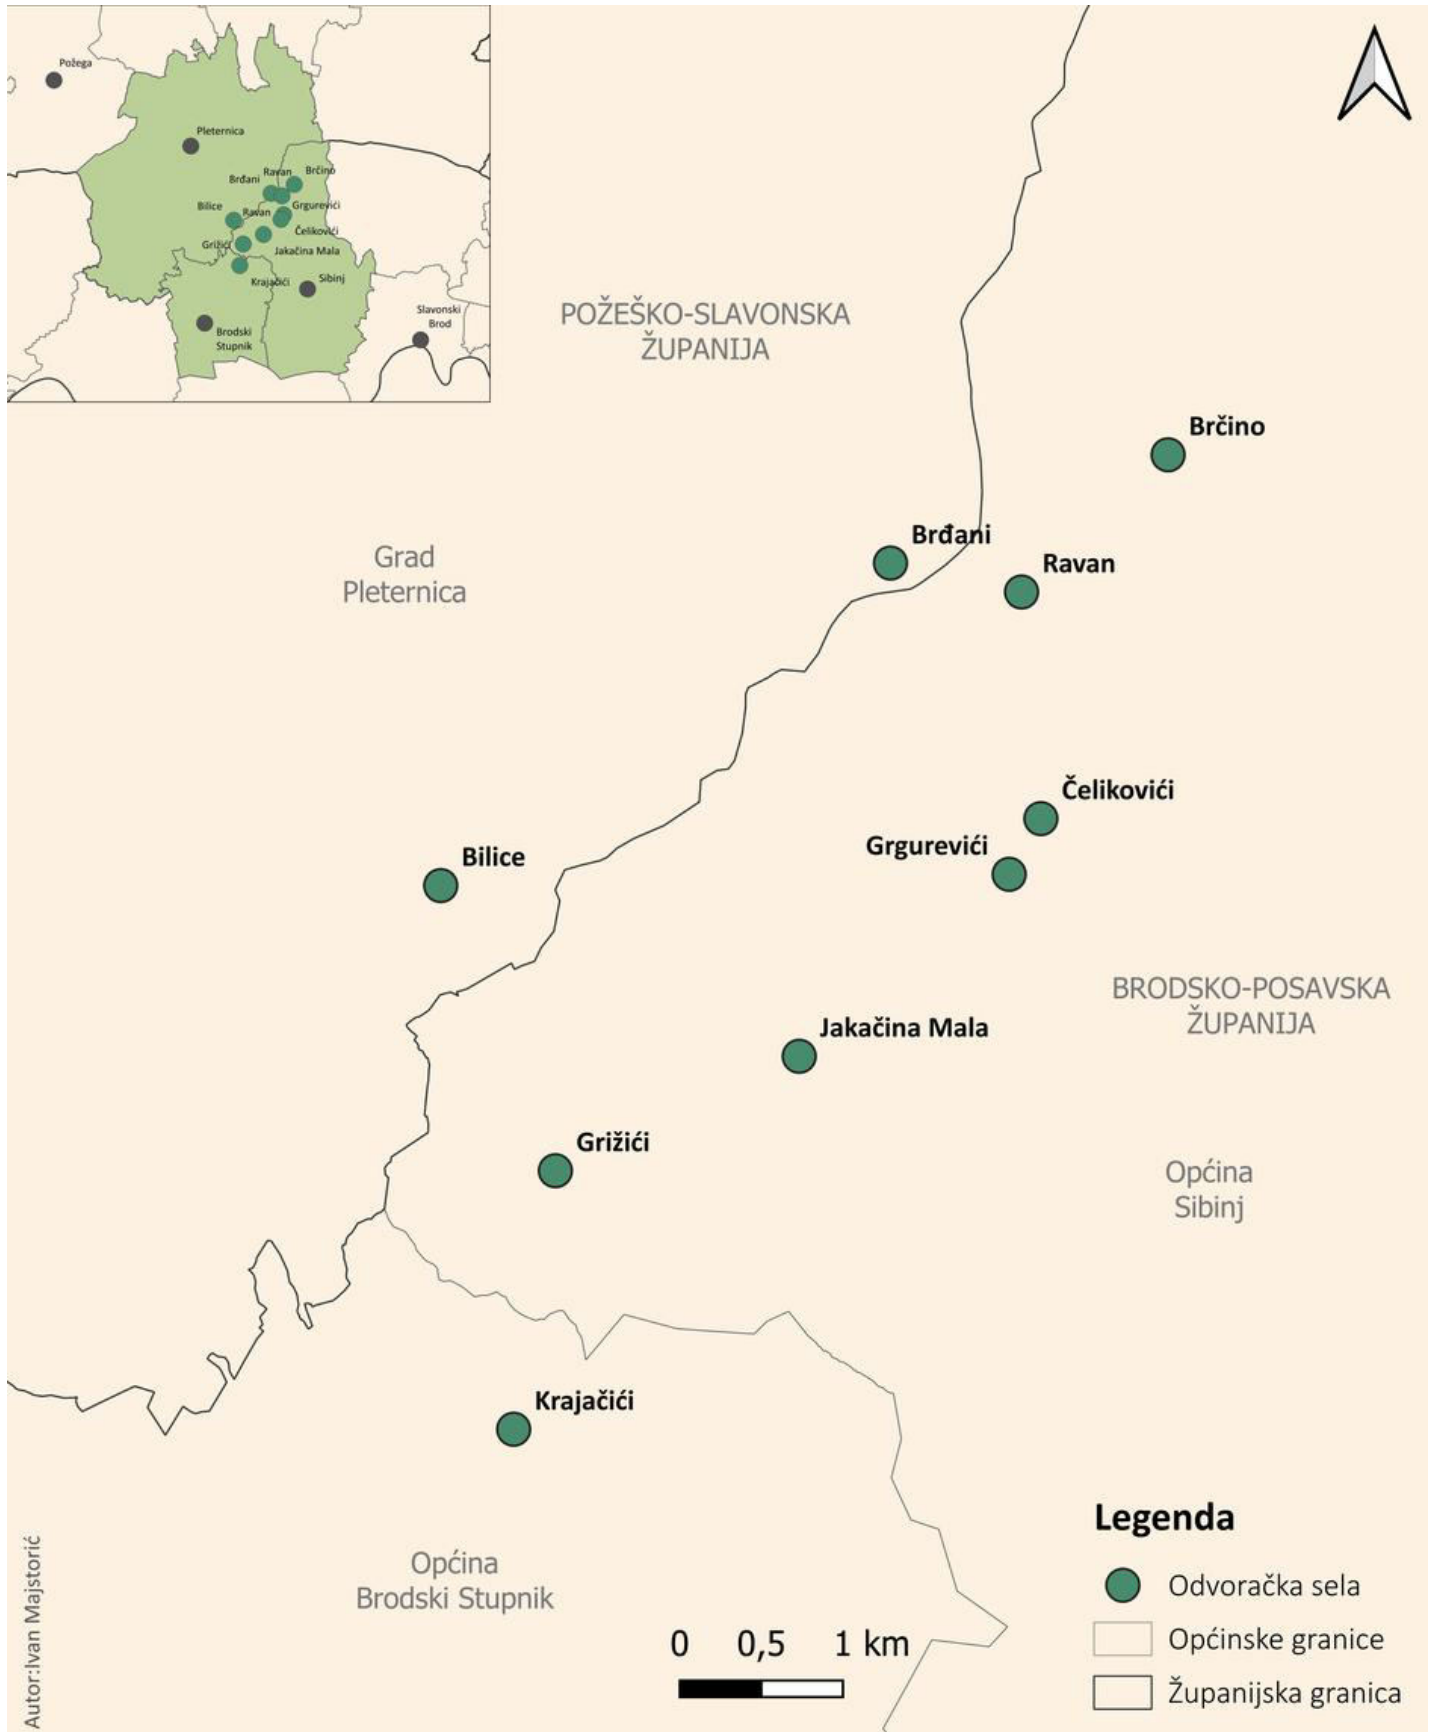 Požega
Pleternica
Ravan
Brčino
Brđani
Bilice
Ravan
Grgurevići
Čelikovići
Grižići
Jakačina Mala
Krajačići
Sibinj
Slavonski
Brod
Brodski
Stupnik
POŽEŠKO-SLAVONSKA
ŽUPANIJA
Brčino
Brđani
Ravan
Grad
Pleternica
Čelikovići
Grgurevići
Bilice
BRODSKO-POSAVSKA
ŽUPANIJA
Jakačina Mala
Grižići
Općina
Sibinj
Krajačići
Općina
Brodski Stupnik
Legenda
Odvoračka sela
Općinske granice
Županijska granica
0 0,5 1 km
Autor:Ivan Majstorić